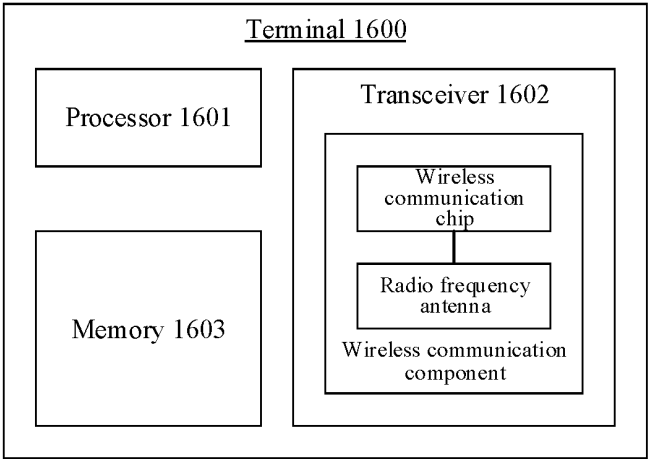 Terminal 1600
Processor 1601
Transceiver 1602
Wireless
communication
chip
Radio frequency
antenna
Memory 1603
Wireless communication
component